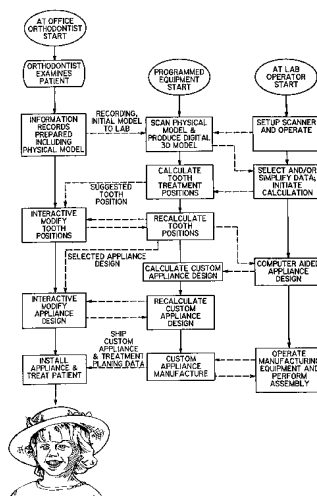 AT OFFICE
ORTHODONTIST
START
ORTHODONTIST
EXAMINES
PATIENT
INFORMATION
RECORDS
PREPARED
INCLUDING
PHYSICAL MODEL
INTERACTIVE
MODIFY
TOOTH
POSITIONS
INTERACTIVE
MODIFY
APPLIANCE
DESIGN
INSTALL
APPLIANCE &
TREAT PATIENT
RECORDING,
INITIAL MODEL
TO LAB
SUGGESTED
TOOTH
POSITION
SELECTED APPLIANCE
DESIGN
SHIP
CUSTOM
APPLIANCE
& TREATMENT
PLANING DATA
PROGRAMMED
EQUIPMENT
START
SCAN PHYSICAL
MODEL &
PRODUCE DIGITAL
3D MODEL
CALCULATE
TOOTH
TREATMENT
POSITIONS
RECALCULATE
TOOTH
POSITIONS
CALCULATE CUSTOM
APPLIANCE DESIGN
RECALCULATE
CUSTOM
APPLIANCE
DESIGN
CUSTOM
APPLIANCE
MANUFACTURE
AT LAB
OPERATOR
START
SETUP SCANNER
AND OPERATE
SELECT AND/OR
SIMPLIFY DATA,
INITIATE
CALCULATION
COMPUTER AIDED
APPLIANCE
DESIGN
OPERATE
MANUFACTURING
EQUIPMENT AND
PERFORM
ASSEMBLY